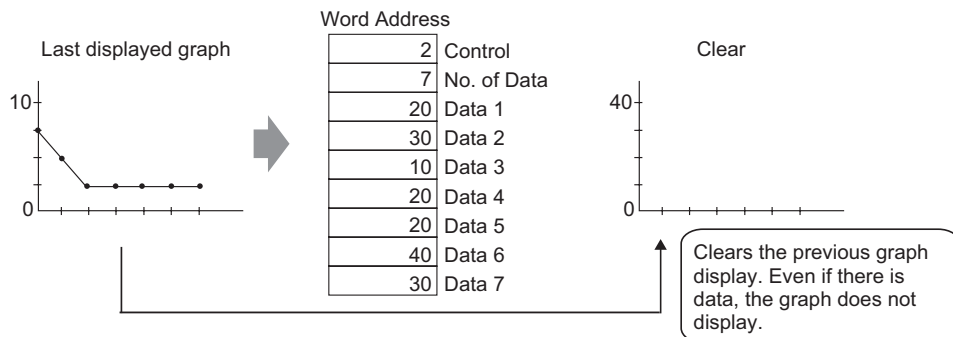 Word Address
Last displayed graph
10
0
2 Control
7 No. of Data
20 Data 1
30 Data 2
10 Data 3
20 Data 4
20 Data 5
40 Data 6
30 Data 7
Clear
40
0
Clears the previous graph
display. Even if there is
data, the graph does not
display.